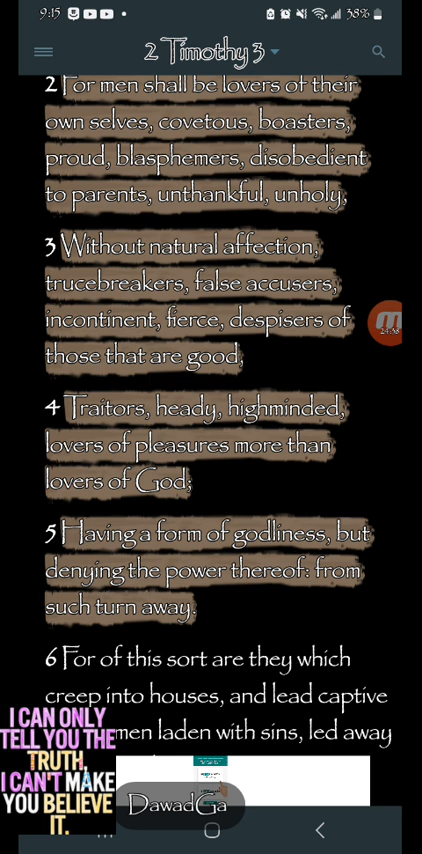 9:15
38%
2 Timothy 3
2 For men shall be lovers of their
own selves, covetous, boasters,
proud, blasphemers, disobedient
to parents, unthankful, unholy,
3 Without natural affection,
trucebreakers, false accusers,
incontinent, fierce, despisers of
those that are good,
24:38
4 Traitors, heady, highminded,
lovers of pleasures more than
lovers of God;
5 Having a form of godliness, but
denying the power thereof: from
such turn away.
6 For of this sort are they which
creep into houses, and lead captive
men laden with sins, led away
I CAN ONLY
TELL YOU THE
TRUTH,
I CAN'T MAKE
YOU BELIEVE
IT.
DawadGa